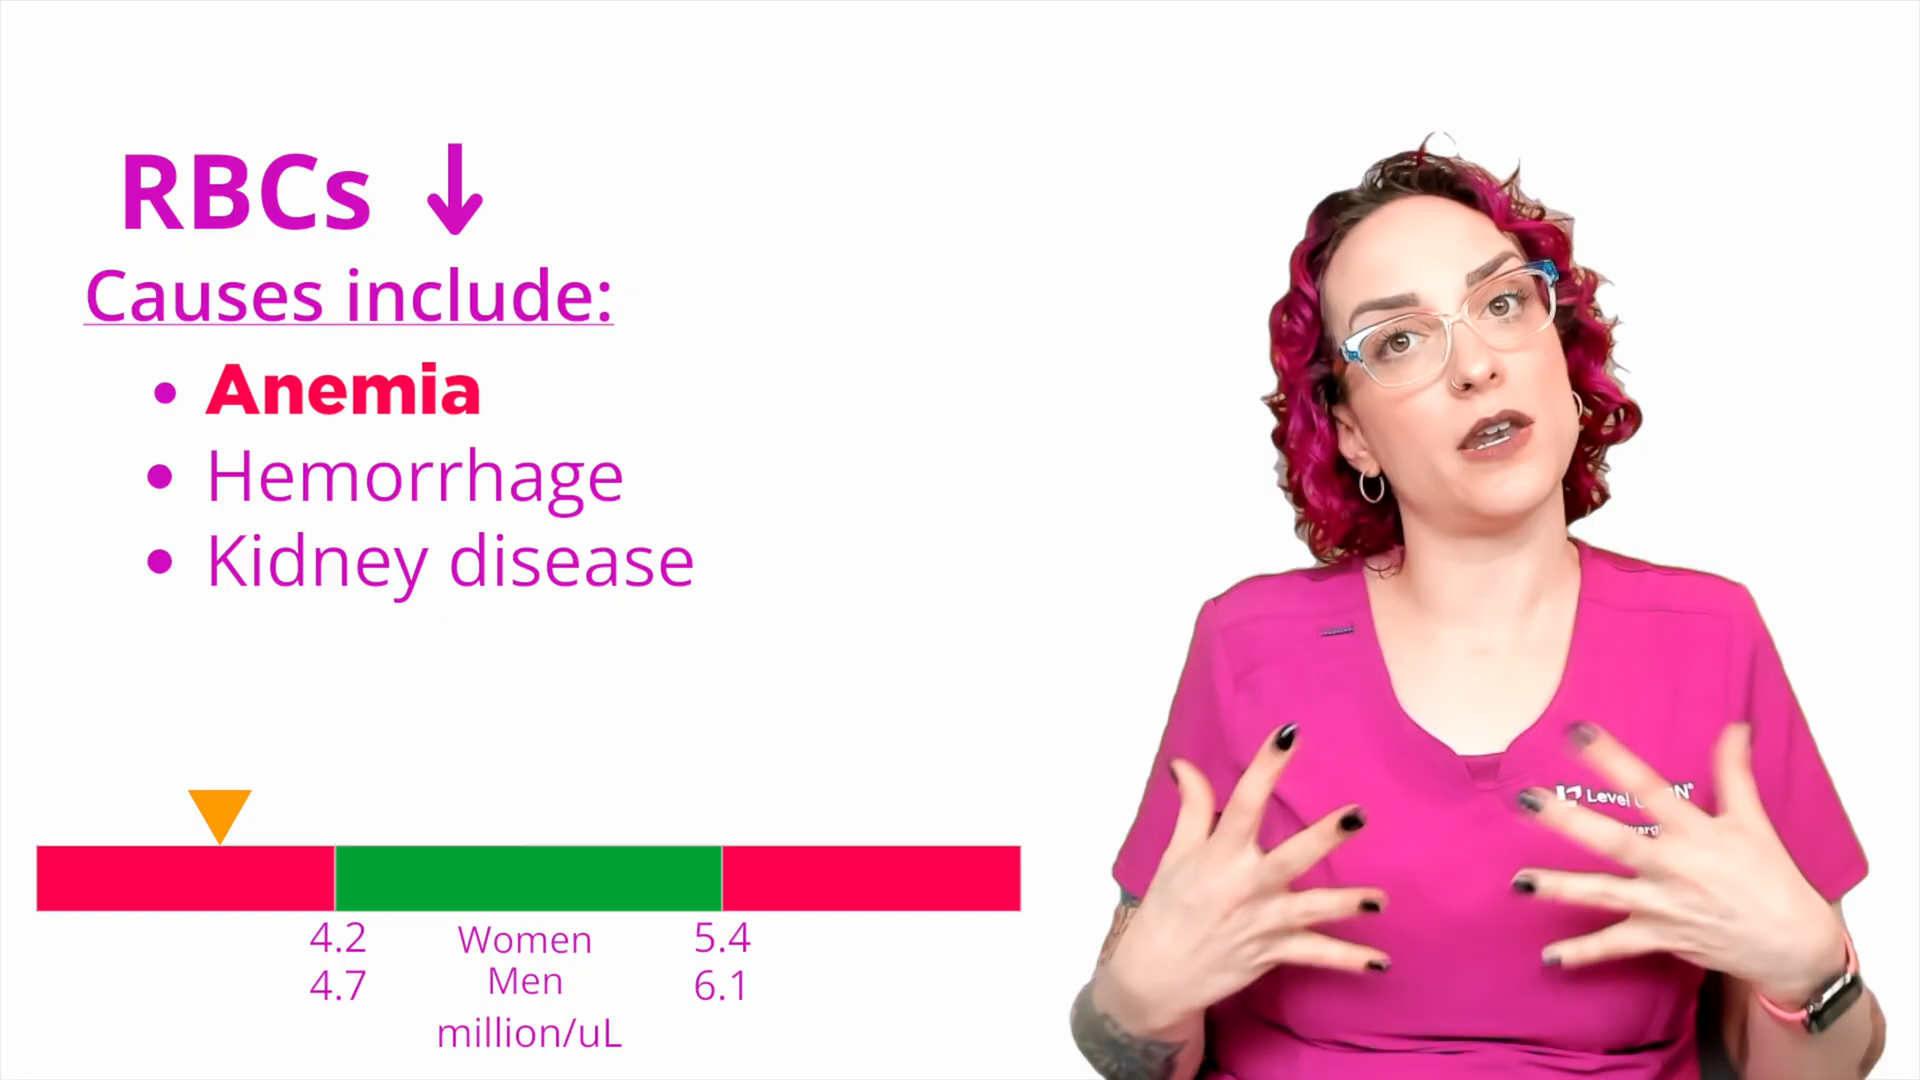 RBCs ↓
Causes include:
• Anemia
• Hemorrhage
• Kidney disease
4.2 Women 5.4
4.7 Men 6.1
million/uL
Level